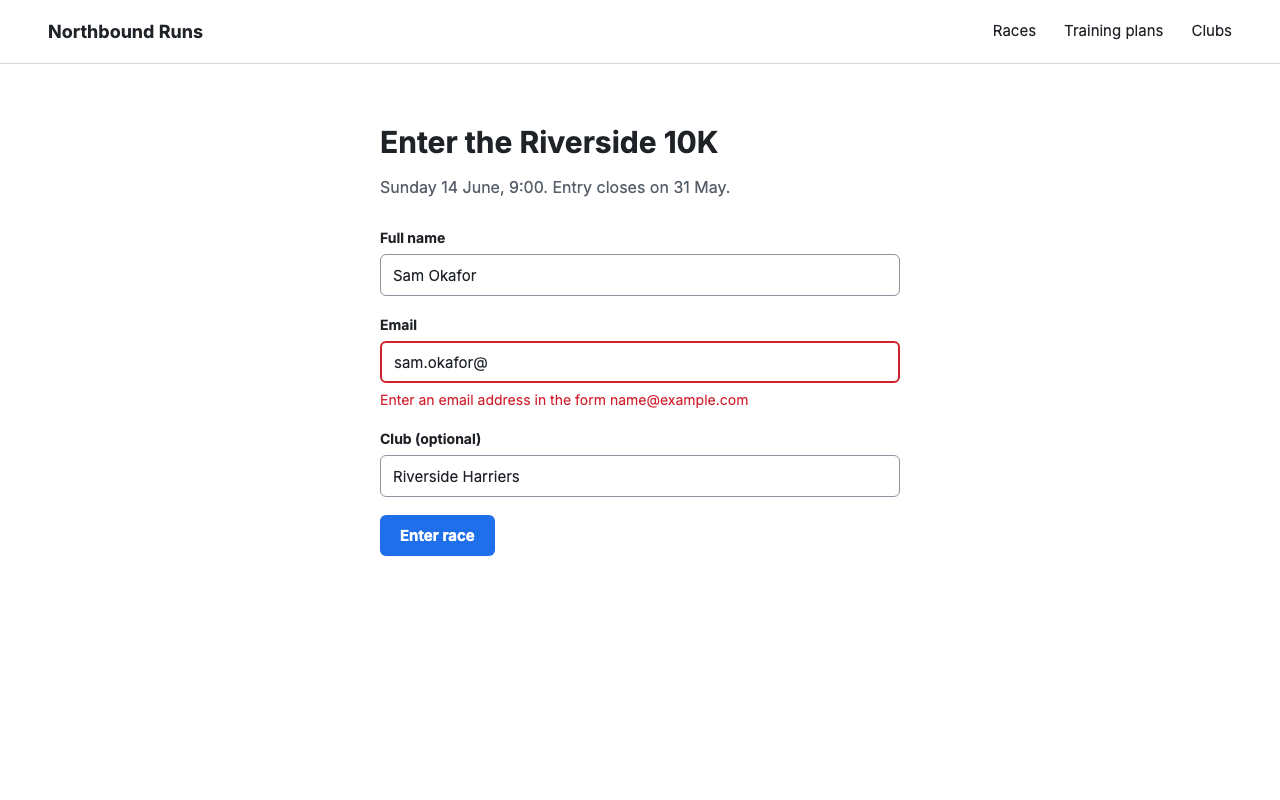 Northbound Runs
Races
Training plans
Clubs
Enter the Riverside 10K
Sunday 14 June, 9:00. Entry closes on 31 May.
Full name
Sam Okafor
Email
sam.okafor@
Enter an email address in the form name@example.com
Club (optional)
Riverside Harriers
Enter race